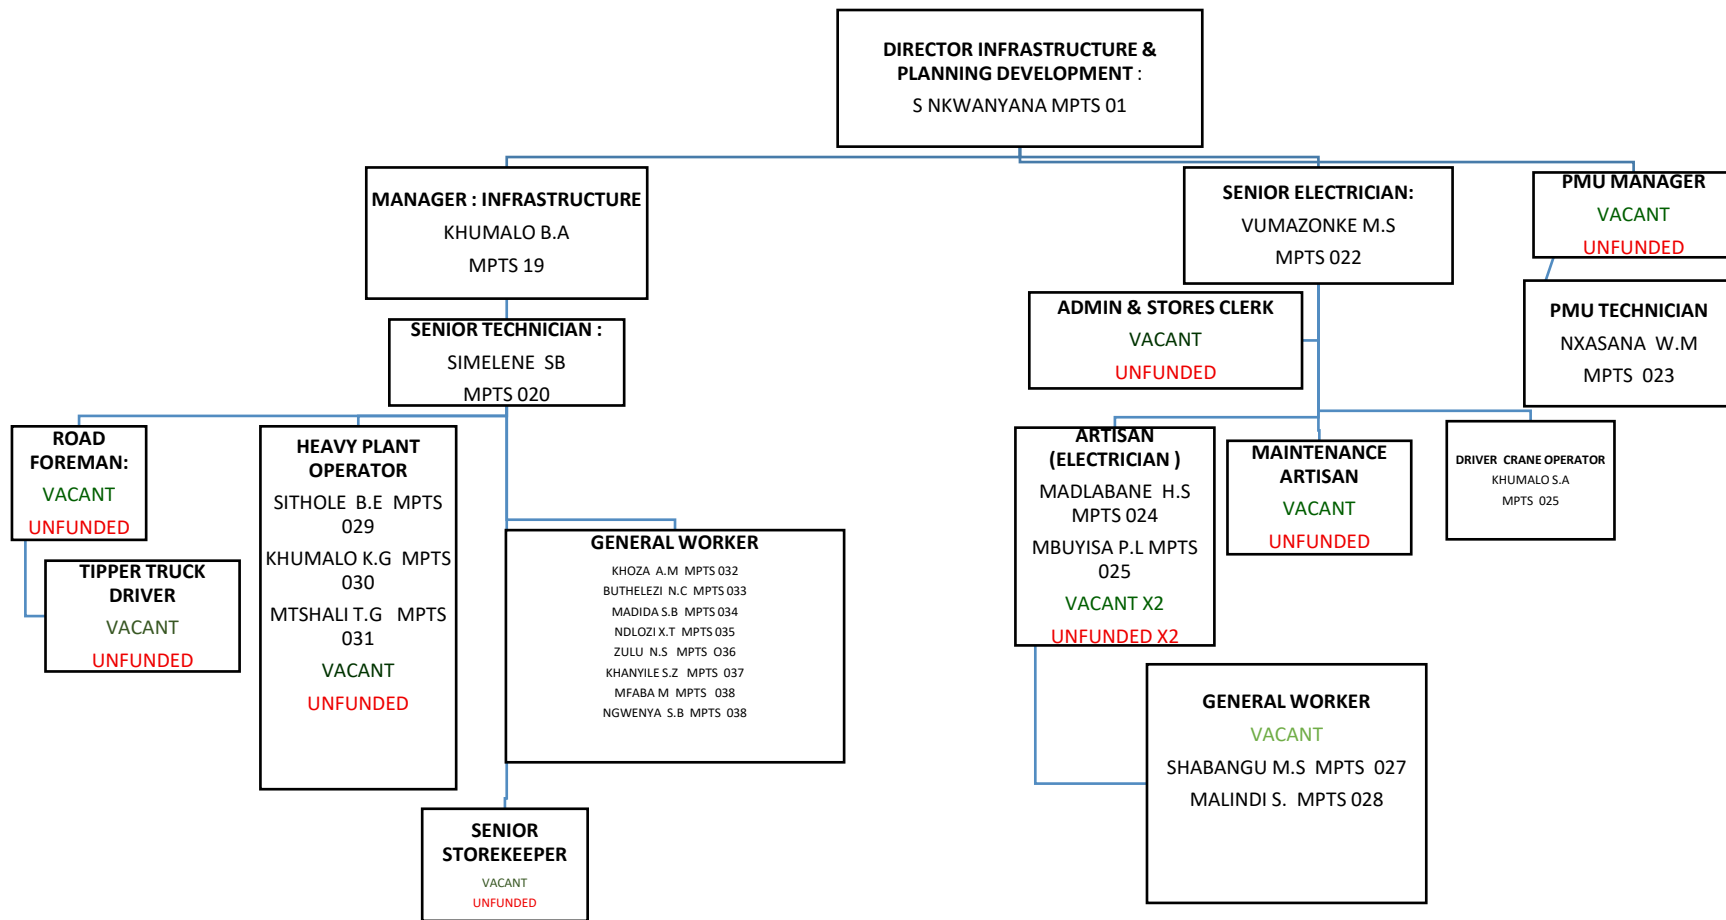 DIRECTOR INFRASTRUCTURE &
PLANNING DEVELOPMENT :
S NKWANYANA MPTS 01
MANAGER : INFRASTRUCTURE
KHUMALO B.A
MPTS 19
SENIOR ELECTRICIAN:
VUMAZONKE M.S
MPTS 022
PMU MANAGER
VACANT
UNFUNDED
SENIOR TECHNICIAN :
SIMELENE SB
MPTS 020
ADMIN & STORES CLERK
VACANT
UNFUNDED
PMU TECHNICIAN
NXASANA W.M
MPTS 023
ROAD
FOREMAN:
VACANT
UNFUNDED
HEAVY PLANT
OPERATOR
SITHOLE B.E MPTS
029
KHUMALO K.G MPTS
030
MTSHALI T.G MPTS
031
VACANT
UNFUNDED
GENERAL WORKER
KHOZA A.M MPTS 032
BUTHELEZI N.C MPTS 033
MADIDA S.B MPTS 034
NDLOZI X.T MPTS 035
ZULU N.S MPTS O36
KHANYILE S.Z MPTS 037
MFABA M MPTS 038
NGWENYA S.B MPTS 038
ARTISAN
(ELECTRICIAN )
MADLABANE H.S
MPTS 024
MBUYISA P.L MPTS
025
VACANT X2
UNFUNDED X2
MAINTENANCE
ARTISAN
VACANT
UNFUNDED
DRIVER CRANE OPERATOR
KHUMALO S.A
MPTS 025
TIPPER TRUCK
DRIVER
VACANT
UNFUNDED
GENERAL WORKER
VACANT
SHABANGU M.S MPTS 027
MALINDI S. MPTS 028
SENIOR
STOREKEEPER
VACANT
UNFUNDED